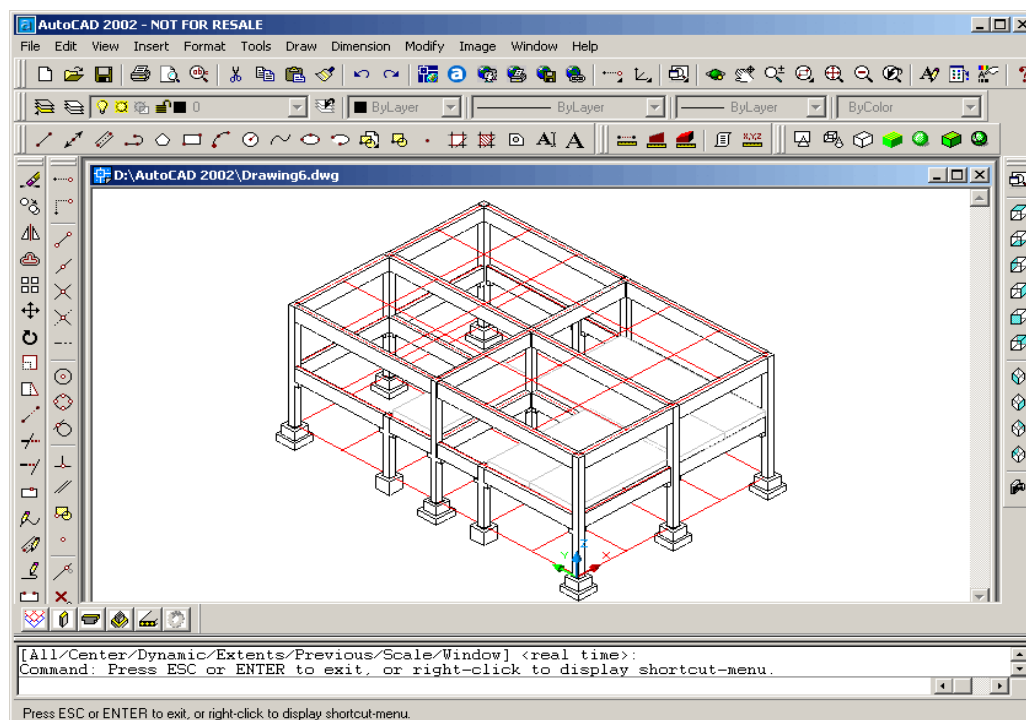 AutoCAD 2002 - NOT FOR RESALE
File Edit View Insert Format Tools Draw Dimension Modify Image Window Help
0 ByLayer ByLayer ByLayer ByColor
A A
X,Y,Z
D:\AutoCAD 2002\Drawing6.dwg
Z
Y X
[All/Center/Dynamic/Extents/Previous/Scale/Window] <real time>:
Command: Press ESC or ENTER to exit, or right-click to display shortcut-menu.
Press ESC or ENTER to exit, or right-click to display shortcut-menu.